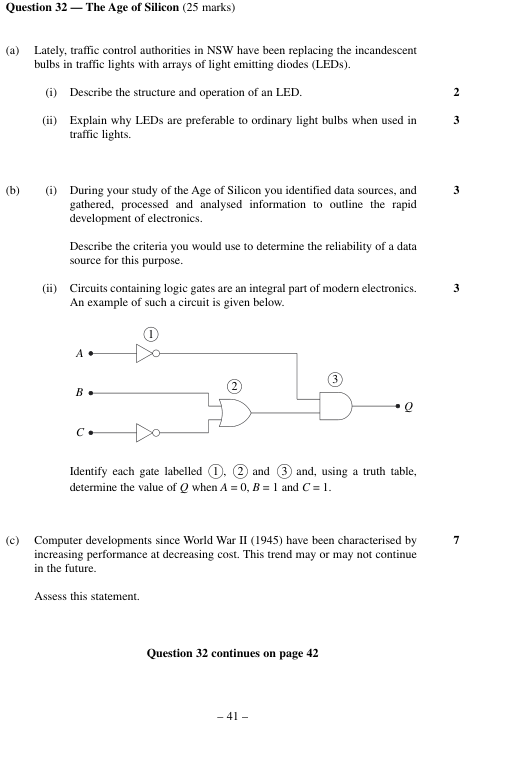 Question 32 — The Age of Silicon (25 marks)
(a) Lately, traffic control authorities in NSW have been replacing the incandescent
bulbs in traffic lights with arrays of light emitting diodes (LEDs).
(i) Describe the structure and operation of an LED. 2
(ii) Explain why LEDs are preferable to ordinary light bulbs when used in 3
traffic lights.
(b) (i) During your study of the Age of Silicon you identified data sources, and 3
gathered, processed and analysed information to outline the rapid
development of electronics.
Describe the criteria you would use to determine the reliability of a data
source for this purpose.
(ii) Circuits containing logic gates are an integral part of modern electronics. 3
An example of such a circuit is given below.
1
A
3
2
B
Q
C
Identify each gate labelled 1, 2 and 3 and, using a truth table,
determine the value of Q when A = 0, B = 1 and C = 1.
(c) Computer developments since World War II (1945) have been characterised by 7
increasing performance at decreasing cost. This trend may or may not continue
in the future.
Assess this statement.
Question 32 continues on page 42
– 41 –